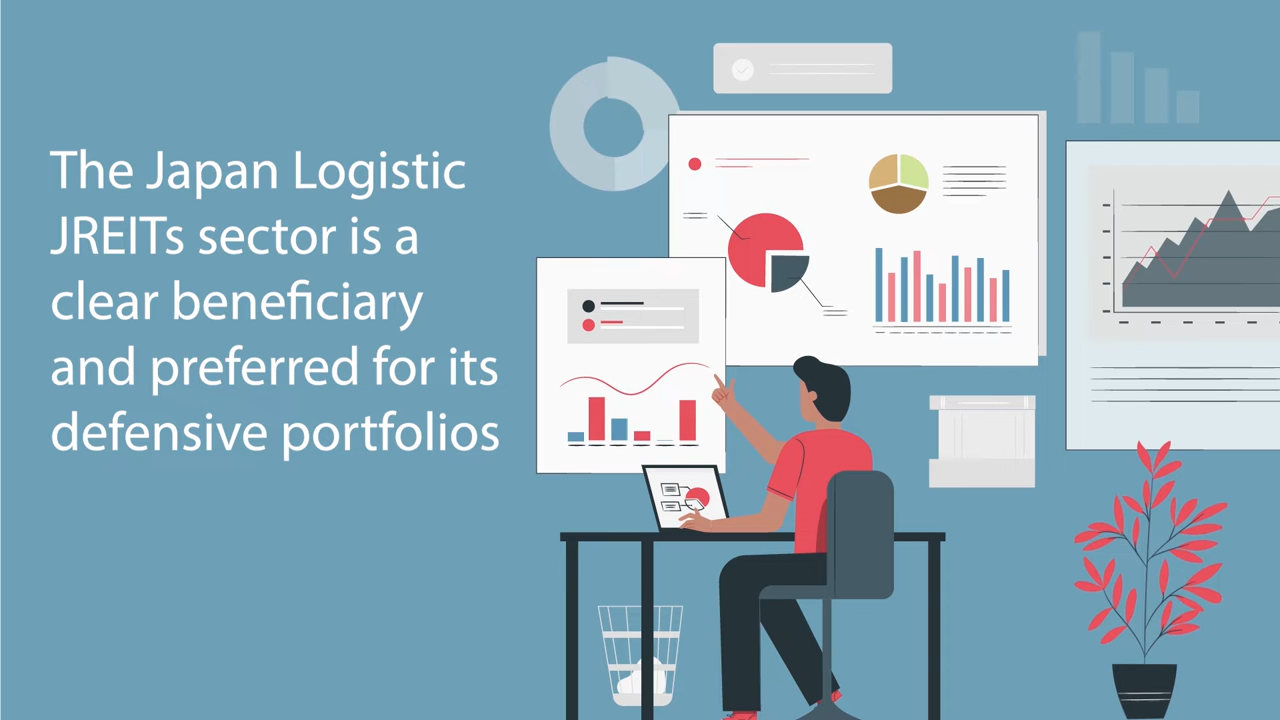 The Japan Logistic
JREITs sector is a
clear beneficiary
and preferred for its
defensive portfolios